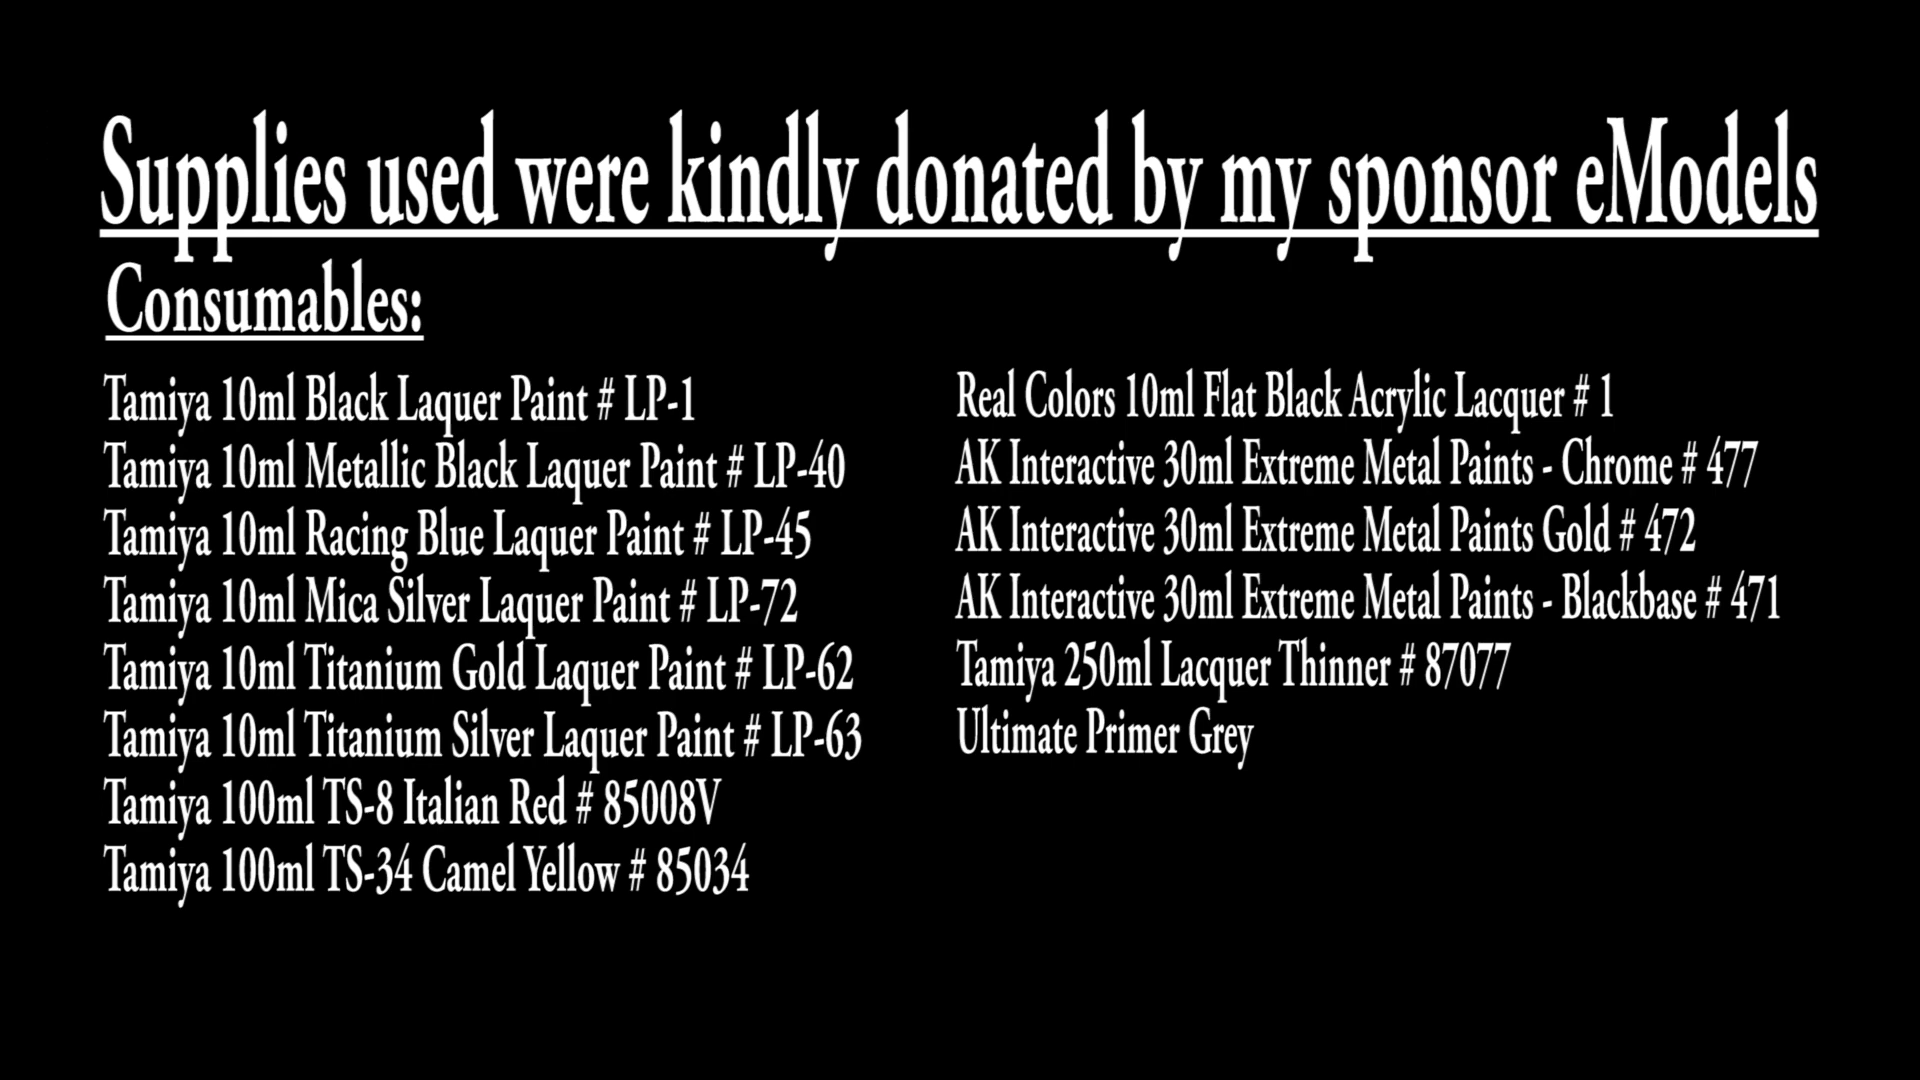 Supplies used were kindly donated by my sponsor eModels
Consumables:
Tamiya 10ml Black Laquer Paint # LP-1
Tamiya 10ml Metallic Black Laquer Paint # LP-40
Tamiya 10ml Racing Blue Laquer Paint # LP-45
Tamiya 10ml Mica Silver Laquer Paint # LP-72
Tamiya 10ml Titanium Gold Laquer Paint # LP-62
Tamiya 10ml Titanium Silver Laquer Paint # LP-63
Tamiya 100ml TS-8 Italian Red # 85008V
Tamiya 100ml TS-34 Camel Yellow # 85034
Real Colors 10ml Flat Black Acrylic Lacquer # 1
AK Interactive 30ml Extreme Metal Paints - Chrome # 477
AK Interactive 30ml Extreme Metal Paints Gold # 472
AK Interactive 30ml Extreme Metal Paints - Blackbase # 471
Tamiya 250ml Lacquer Thinner # 87077
Ultimate Primer Grey